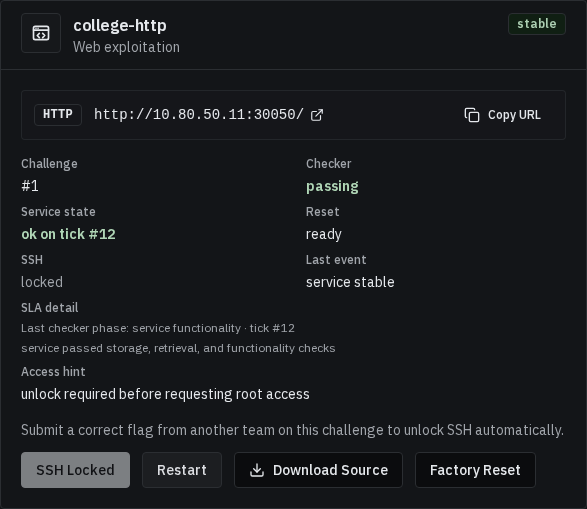 college-http
stable
Web exploitation
HTTP http://10.80.50.11:30050/ Copy URL
Challenge Checker
#1 passing
Service state Reset
ok on tick #12 ready
SSH Last event
locked service stable
SLA detail
Last checker phase: service functionality · tick #12
service passed storage, retrieval, and functionality checks
Access hint
unlock required before requesting root access
Submit a correct flag from another team on this challenge to unlock SSH automatically.
SSH Locked Restart Download Source Factory Reset